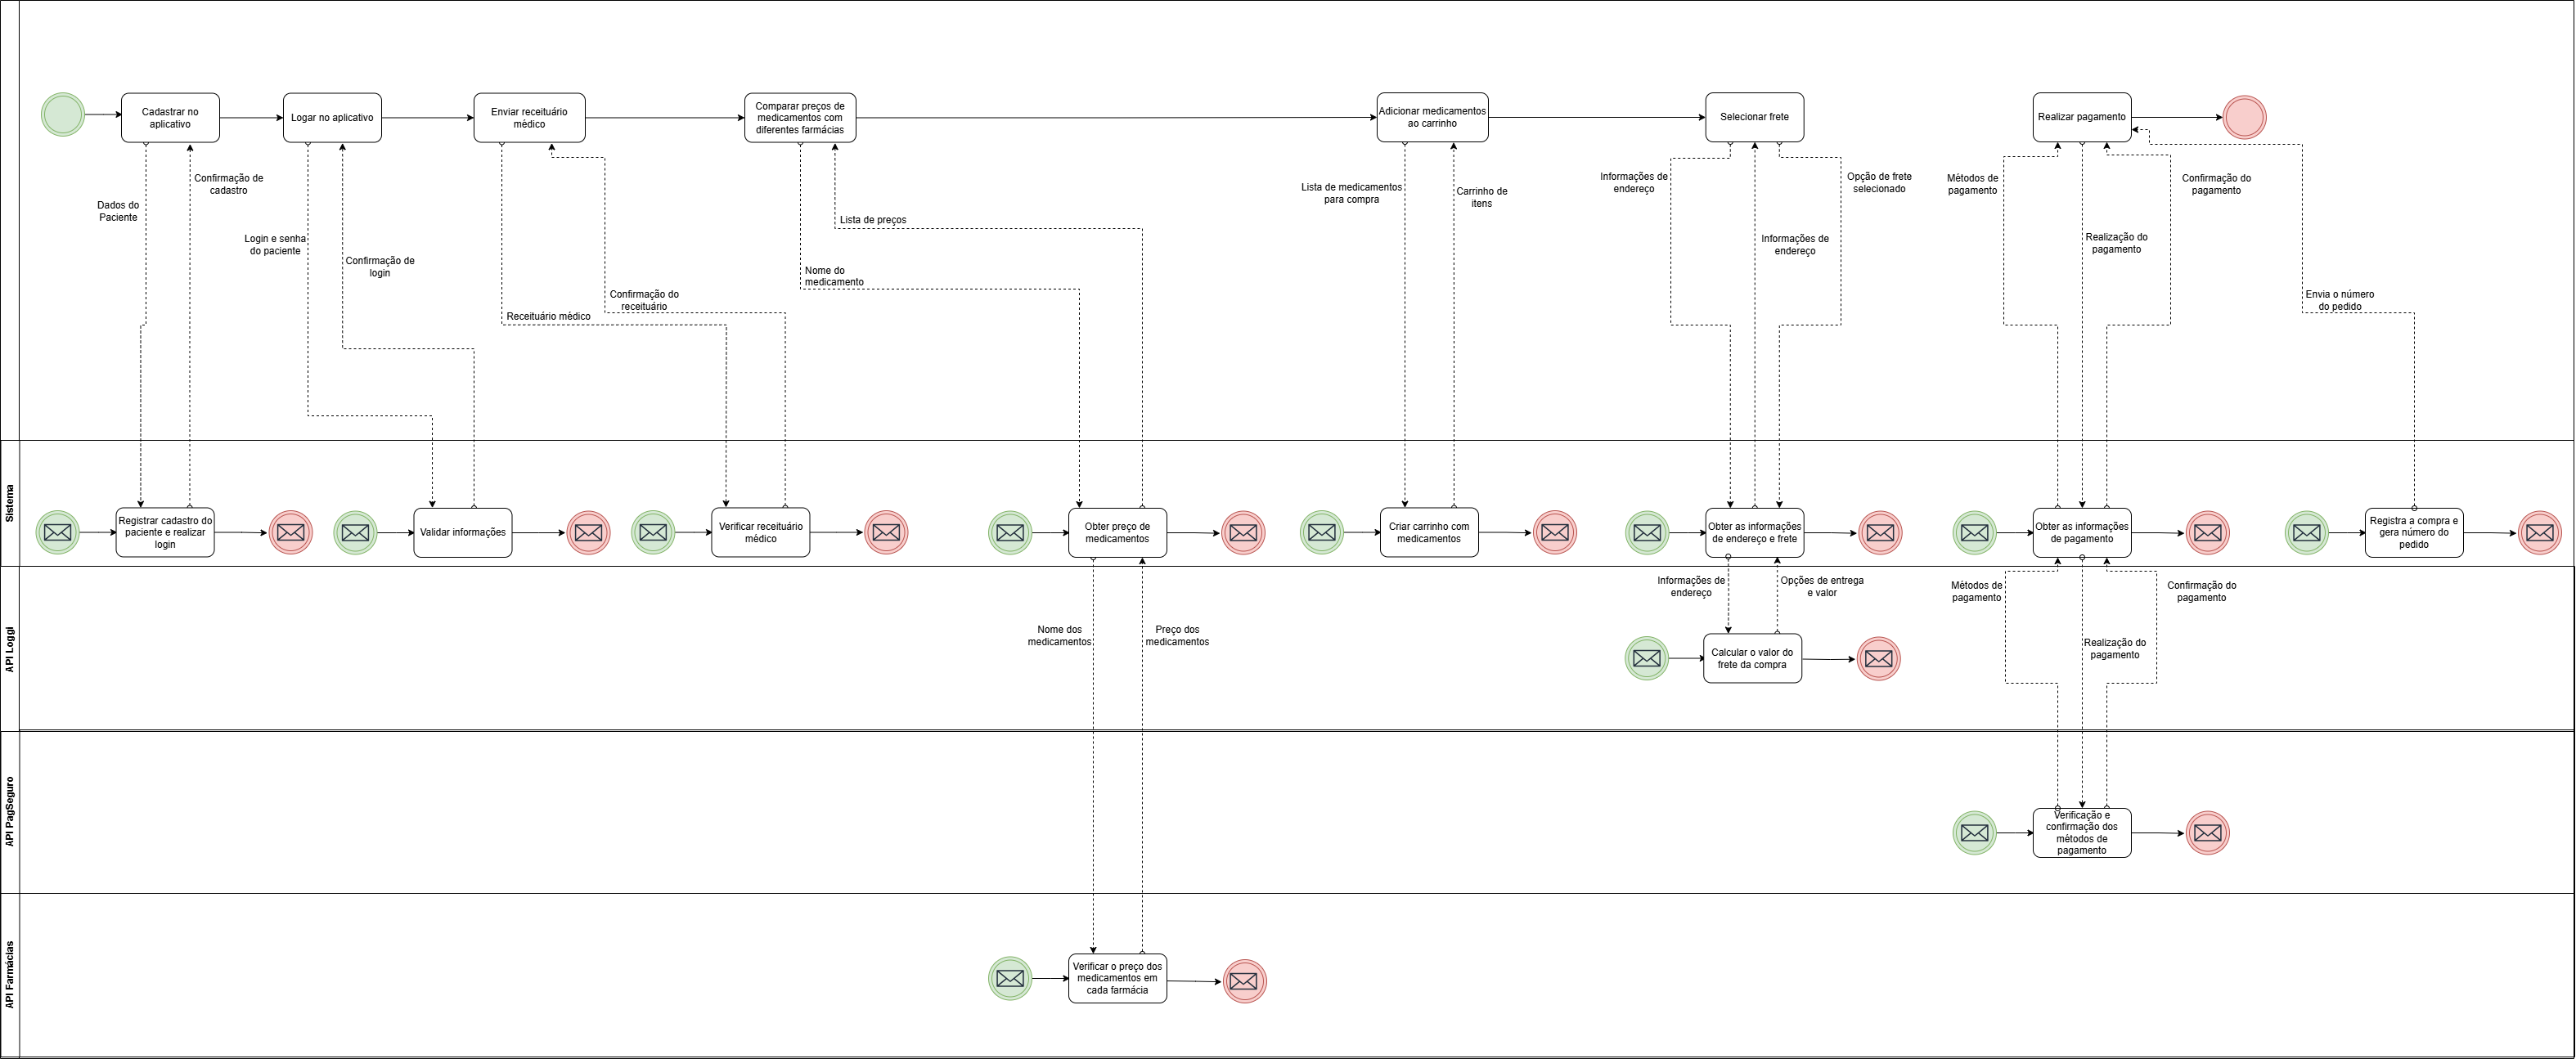 Cadastrar no
aplicativo
Logar no aplicativo
Enviar receituário
médico
Comparar preços de
medicamentos com
diferentes farmácias
Adicionar medicamentos
ao carrinho
Selecionar frete
Realizar pagamento
Dados do
Paciente
Confirmação de
cadastro
Login e senha
do paciente
Confirmação de
login
Receituário médico
Confirmação do
receituário
Nome do
medicamento
Lista de preços
Lista de medicamentos
para compra
Carrinho de
itens
Informações de
endereço
Informações de
endereço
Opção de frete
selecionado
Métodos de
pagamento
Realização do
pagamento
Confirmação do
pagamento
Envia o número
do pedido
Sistema
Registrar cadastro do
paciente e realizar
login
Validar informações
Verificar receituário
médico
Obter preço de
medicamentos
Criar carrinho com
medicamentos
Obter as informações
de endereço e frete
Obter as informações
de pagamento
Registra a compra e
gera número do
pedido
API Loggi
Nome dos
medicamentos
Preço dos
medicamentos
Informações de
endereço
Opções de entrega
e valor
Calcular o valor do
frete da compra
Métodos de
pagamento
Realização do
pagamento
Confirmação do
pagamento
API PagSeguro
Verificação e
confirmação dos
métodos de
pagamento
API Farmácias
Verificar o preço dos
medicamentos em
cada farmácia